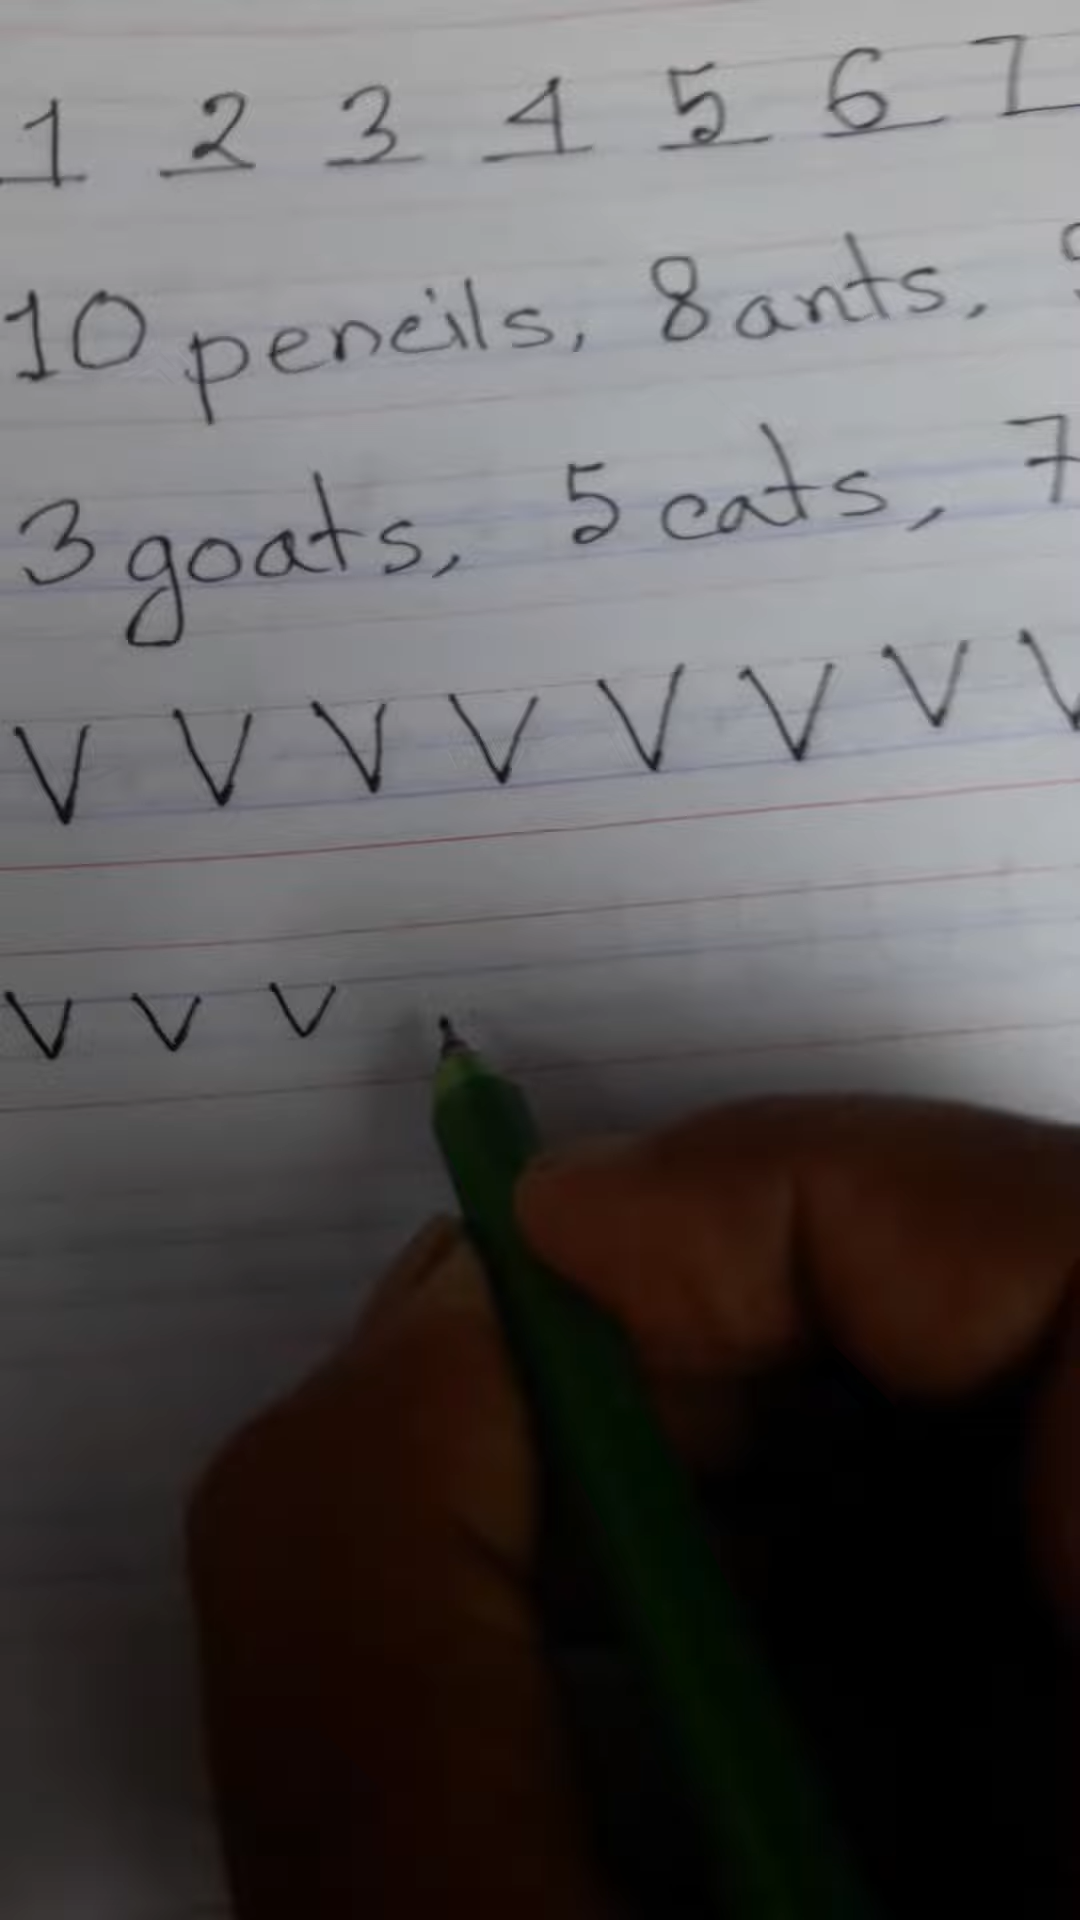 1 2 3 4 5 6 7
10 pencils, 8 ants,
3 goats, 5 cats, 7
V V V V V V V V
v v v